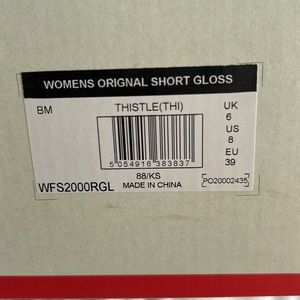 WOMENS ORIGNAL SHORT GLOSS
BM
THISTLE(THI)
UK
6
US
8
EU
39
5 054916 383837
88/KS
WFS2000RGL
MADE IN CHINA
PO20002435